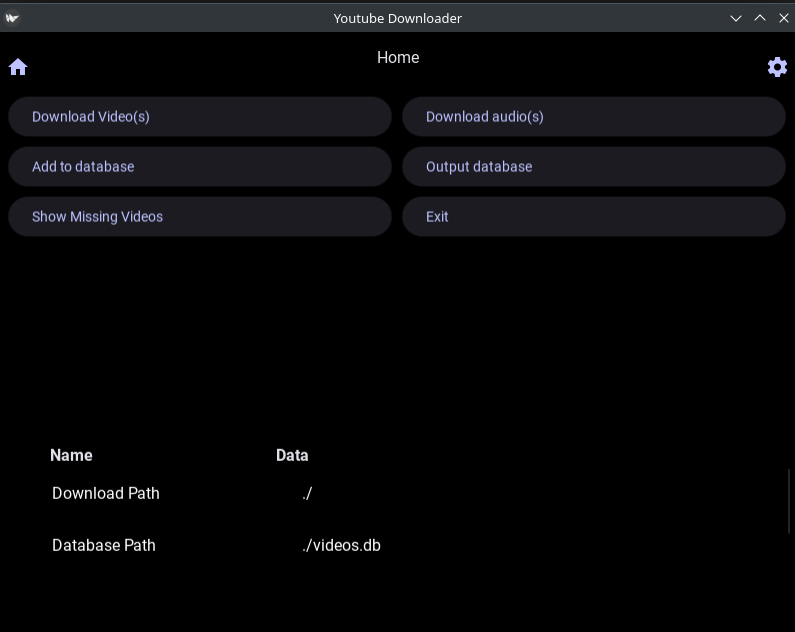 Youtube Downloader
Home
Download Video(s)
Download audio(s)
Add to database
Output database
Show Missing Videos
Exit
Name Data
Download Path ./
Database Path ./videos.db